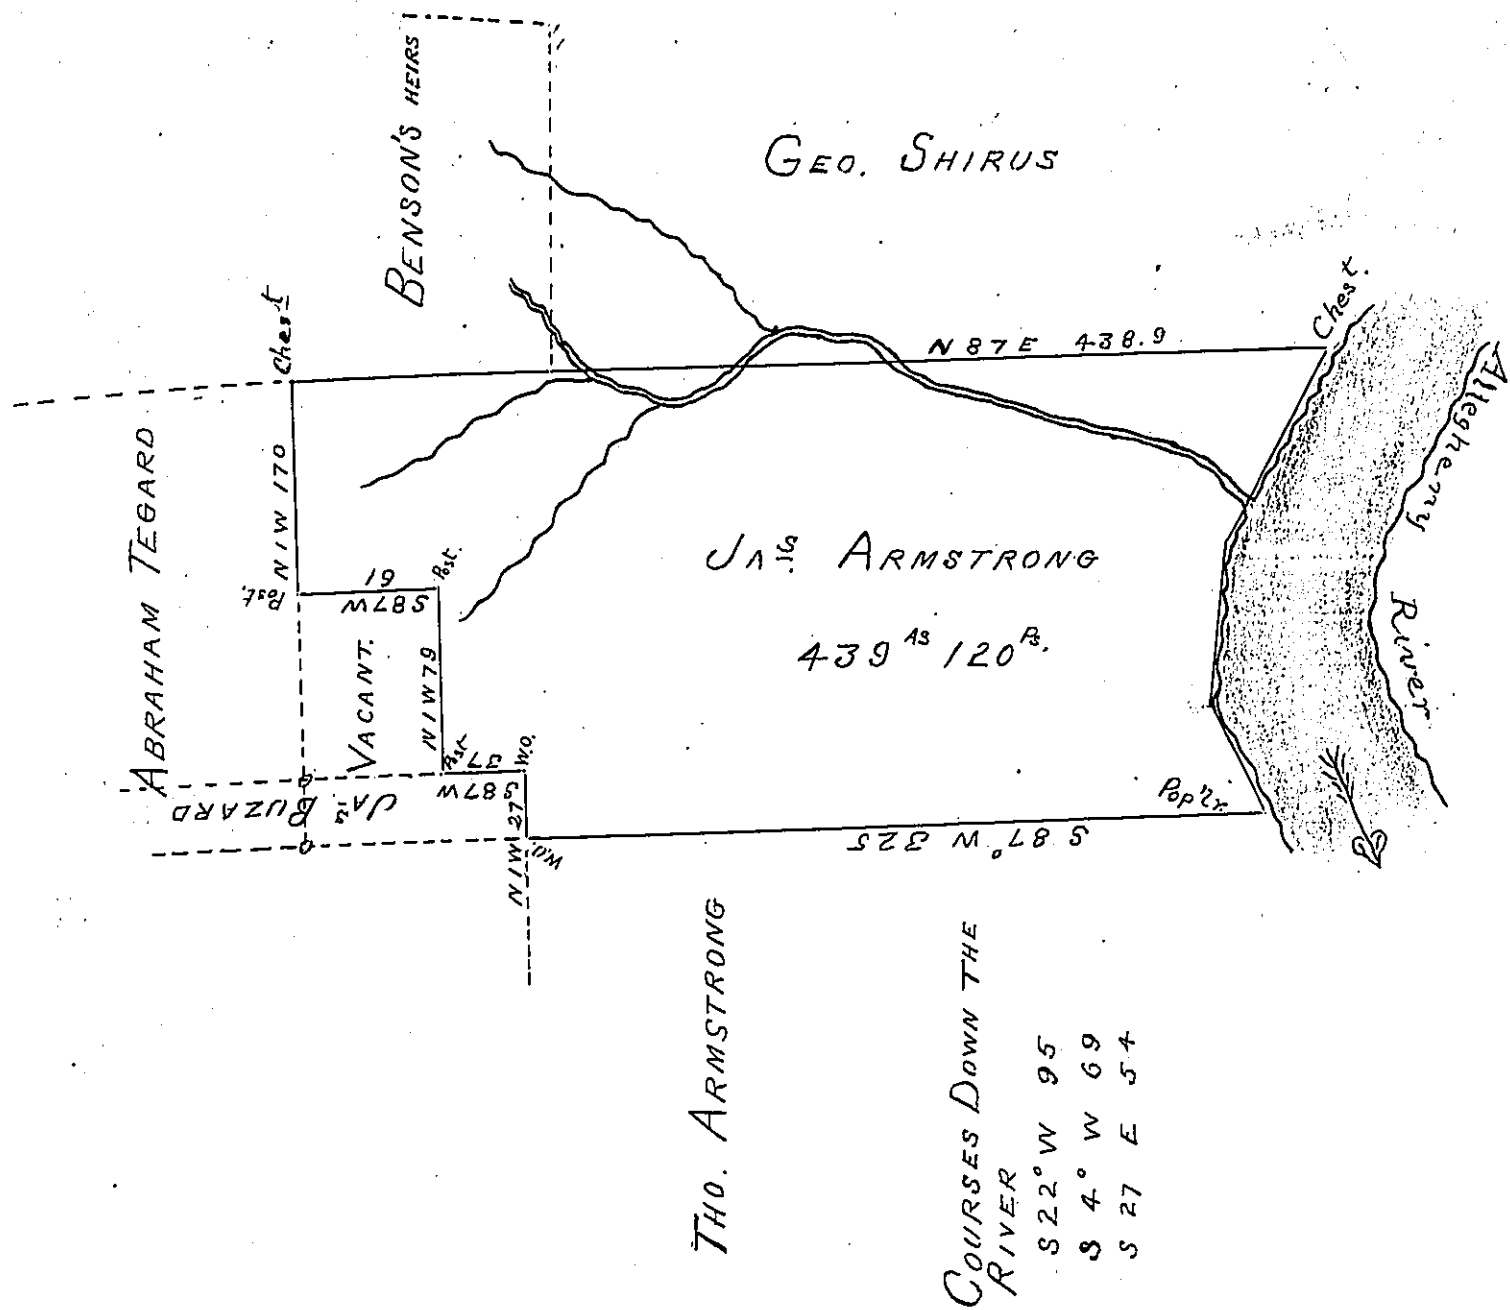 BENSON'S HEIRS
GEO. SHIRUS
Chest
Chest.
N 87 E 438.9
ABRAHAM TEGARD
N 1 W 170
Post.
S 87 W
61
Post.
VACANT.
N 1 W 79
JAS. ARMSTRONG
439 AS 120 Ps.
Allegheny
River
Post
37
S 87 W
W.O.
JAS. BUZARD
N 1 W 27
W.O.
Pop'lr.
S 87° W 325
THO. ARMSTRONG
COURSES DOWN THE
RIVER
S 22° W 95
S 4° W 69
S 27 E 54